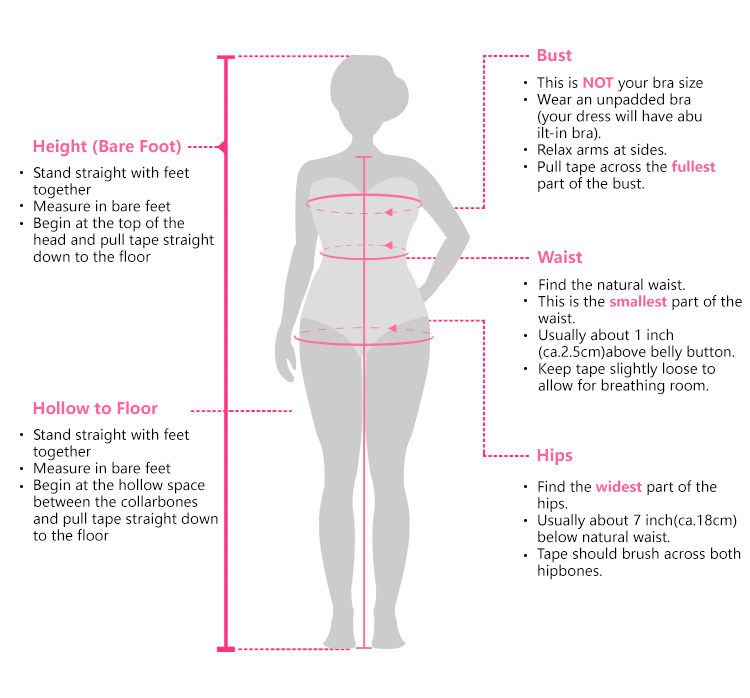 Height (Bare Foot)
• Stand straight with feet
together
• Measure in bare feet
• Begin at the top of the
head and pull tape straight
down to the floor
Hollow to Floor
• Stand straight with feet
together
• Measure in bare feet
• Begin at the hollow space
between the collarbones
and pull tape straight down
to the floor
Bust
• This is NOT your bra size
• Wear an unpadded bra
(your dress will have abu
ilt-in bra).
• Relax arms at sides.
• Pull tape across the fullest
part of the bust.
Waist
• Find the natural waist.
• This is the smallest part of the
waist.
• Usually about 1 inch
(ca.2.5cm)above belly button.
• Keep tape slightly loose to
allow for breathing room.
Hips
• Find the widest part of the
hips.
• Usually about 7 inch(ca.18cm)
below natural waist.
• Tape should brush across both
hipbones.